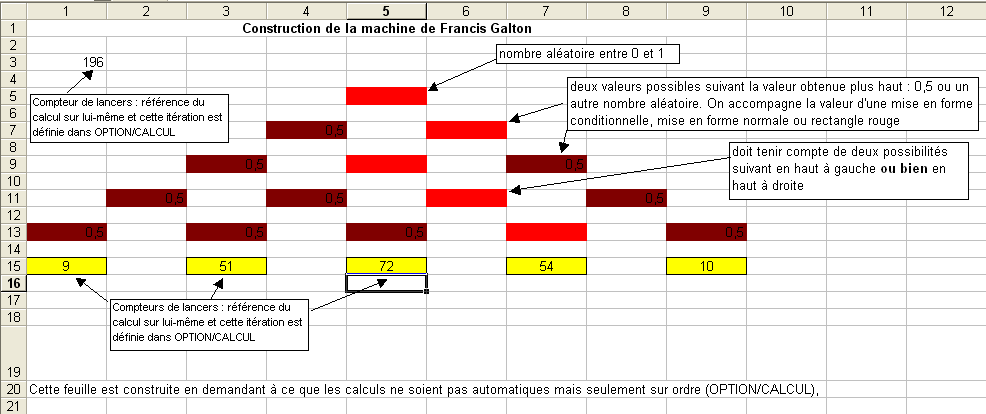 1 2 3 4 5 6 7 8 9 10 11 12
1 Construction de la machine de Francis Galton
2
nombre aléatoire entre 0 et 1
3 196
4
deux valeurs possibles suivant la valeur obtenue plus haut : 0,5 ou un
autre nombre aléatoire. On accompagne la valeur d'une mise en forme
conditionnelle, mise en forme normale ou rectangle rouge
5
Compteur de lancers : référence du
calcul sur lui-même et cette itération est
définie dans OPTION/CALCUL
6
7 0,5
8
doit tenir compte de deux possibilités
suivant en haut à gauche ou bien en
haut à droite
9 0,5 0,5
10
11 0,5 0,5 0,5
12
13 0,5 0,5 0,5 0,5
14
15 9 51 72 54 10
16
17
Compteurs de lancers : référence du
calcul sur lui-même et cette itération est
définie dans OPTION/CALCUL
18
19
20 Cette feuille est construite en demandant à ce que les calculs ne soient pas automatiques mais seulement sur ordre (OPTION/CALCUL),
21